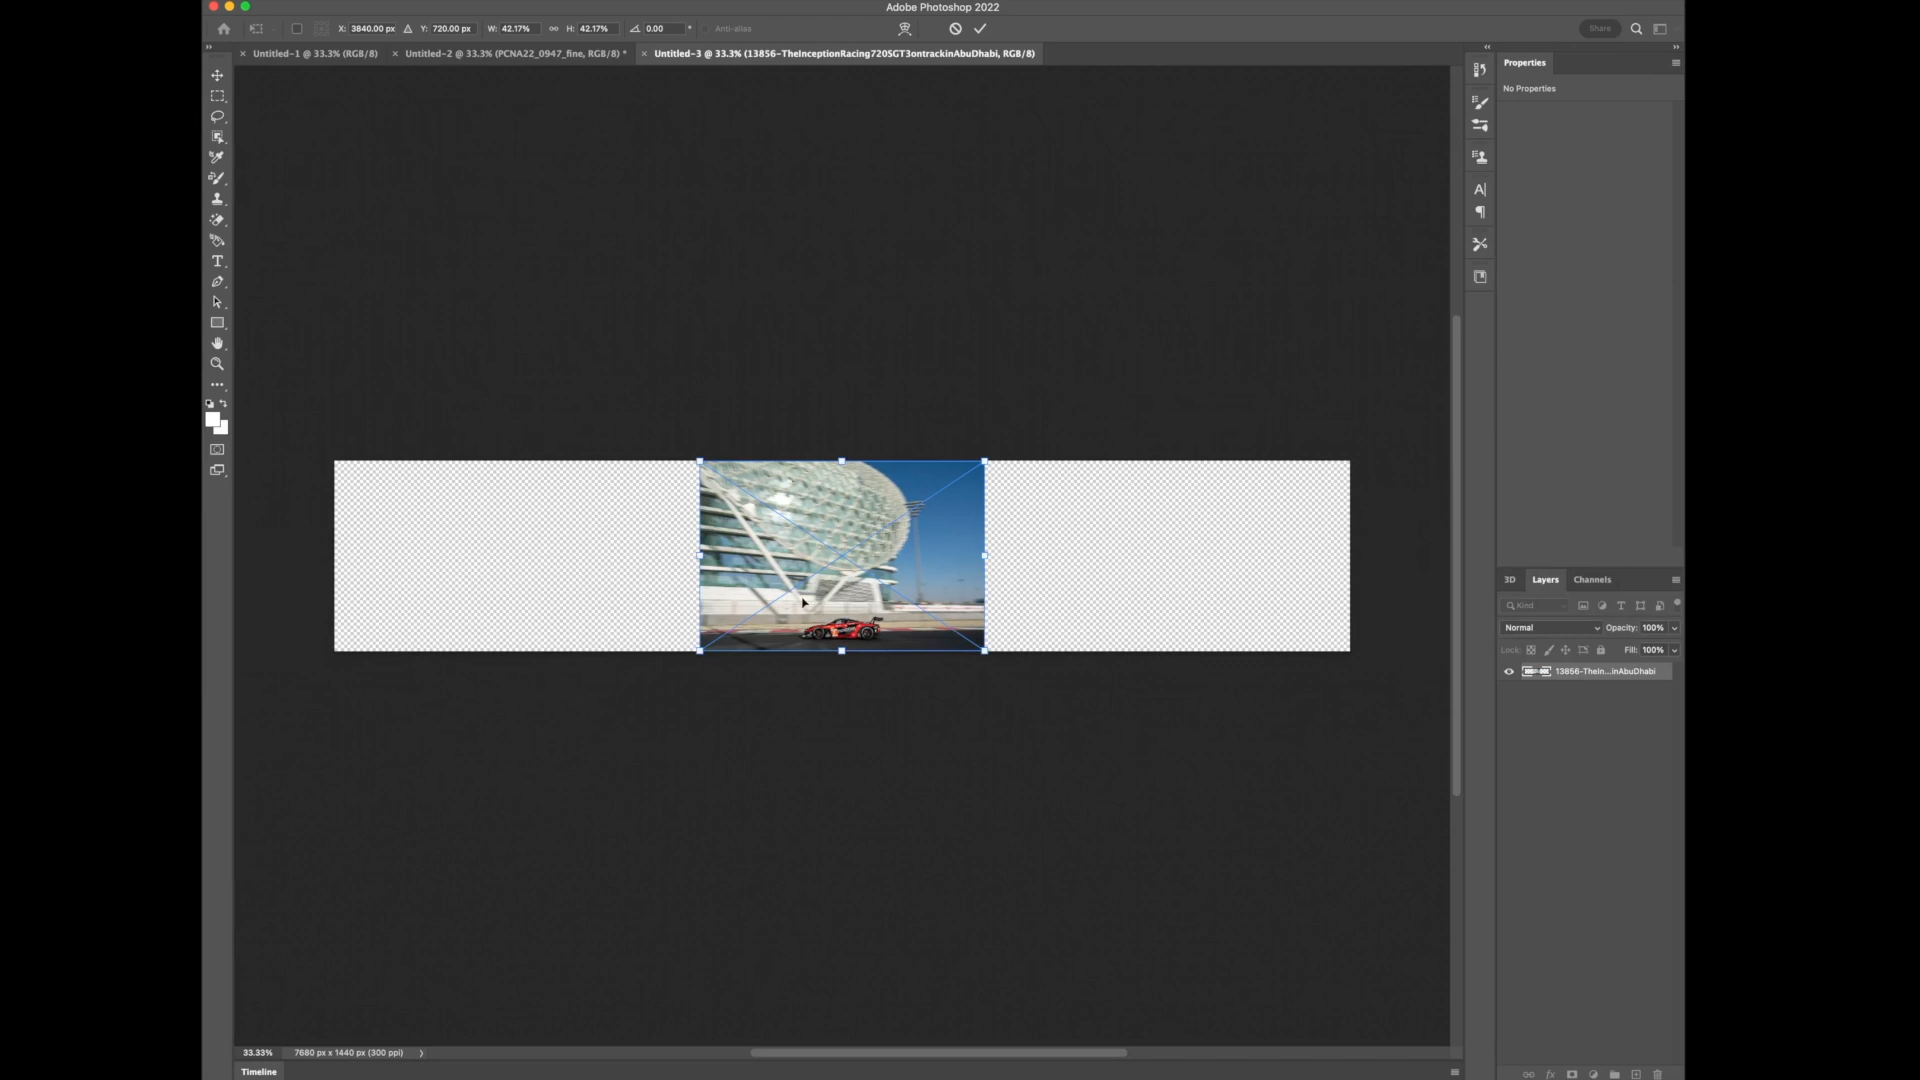 Adobe Photoshop 2022
X: 3840.00 px Y: 720.00 px W: 42.17% H: 42.17% 0.00 ° Anti-alias Share
Untitled-1 @ 33.3% (RGB/8) Untitled-2 @ 33.3% (PCNA22_0947_fine, RGB/8) * Untitled-3 @ 33.3% (13856-TheInceptionRacing720SGT3ontrackinAbuDhabi, RGB/8)
Properties
No Properties
3D Layers Channels
Kind
Normal Opacity: 100%
Lock: Fill: 100%
13856-TheIn...inAbuDhabi
33.33% 7680 px x 1440 px (300 ppi)
Timeline